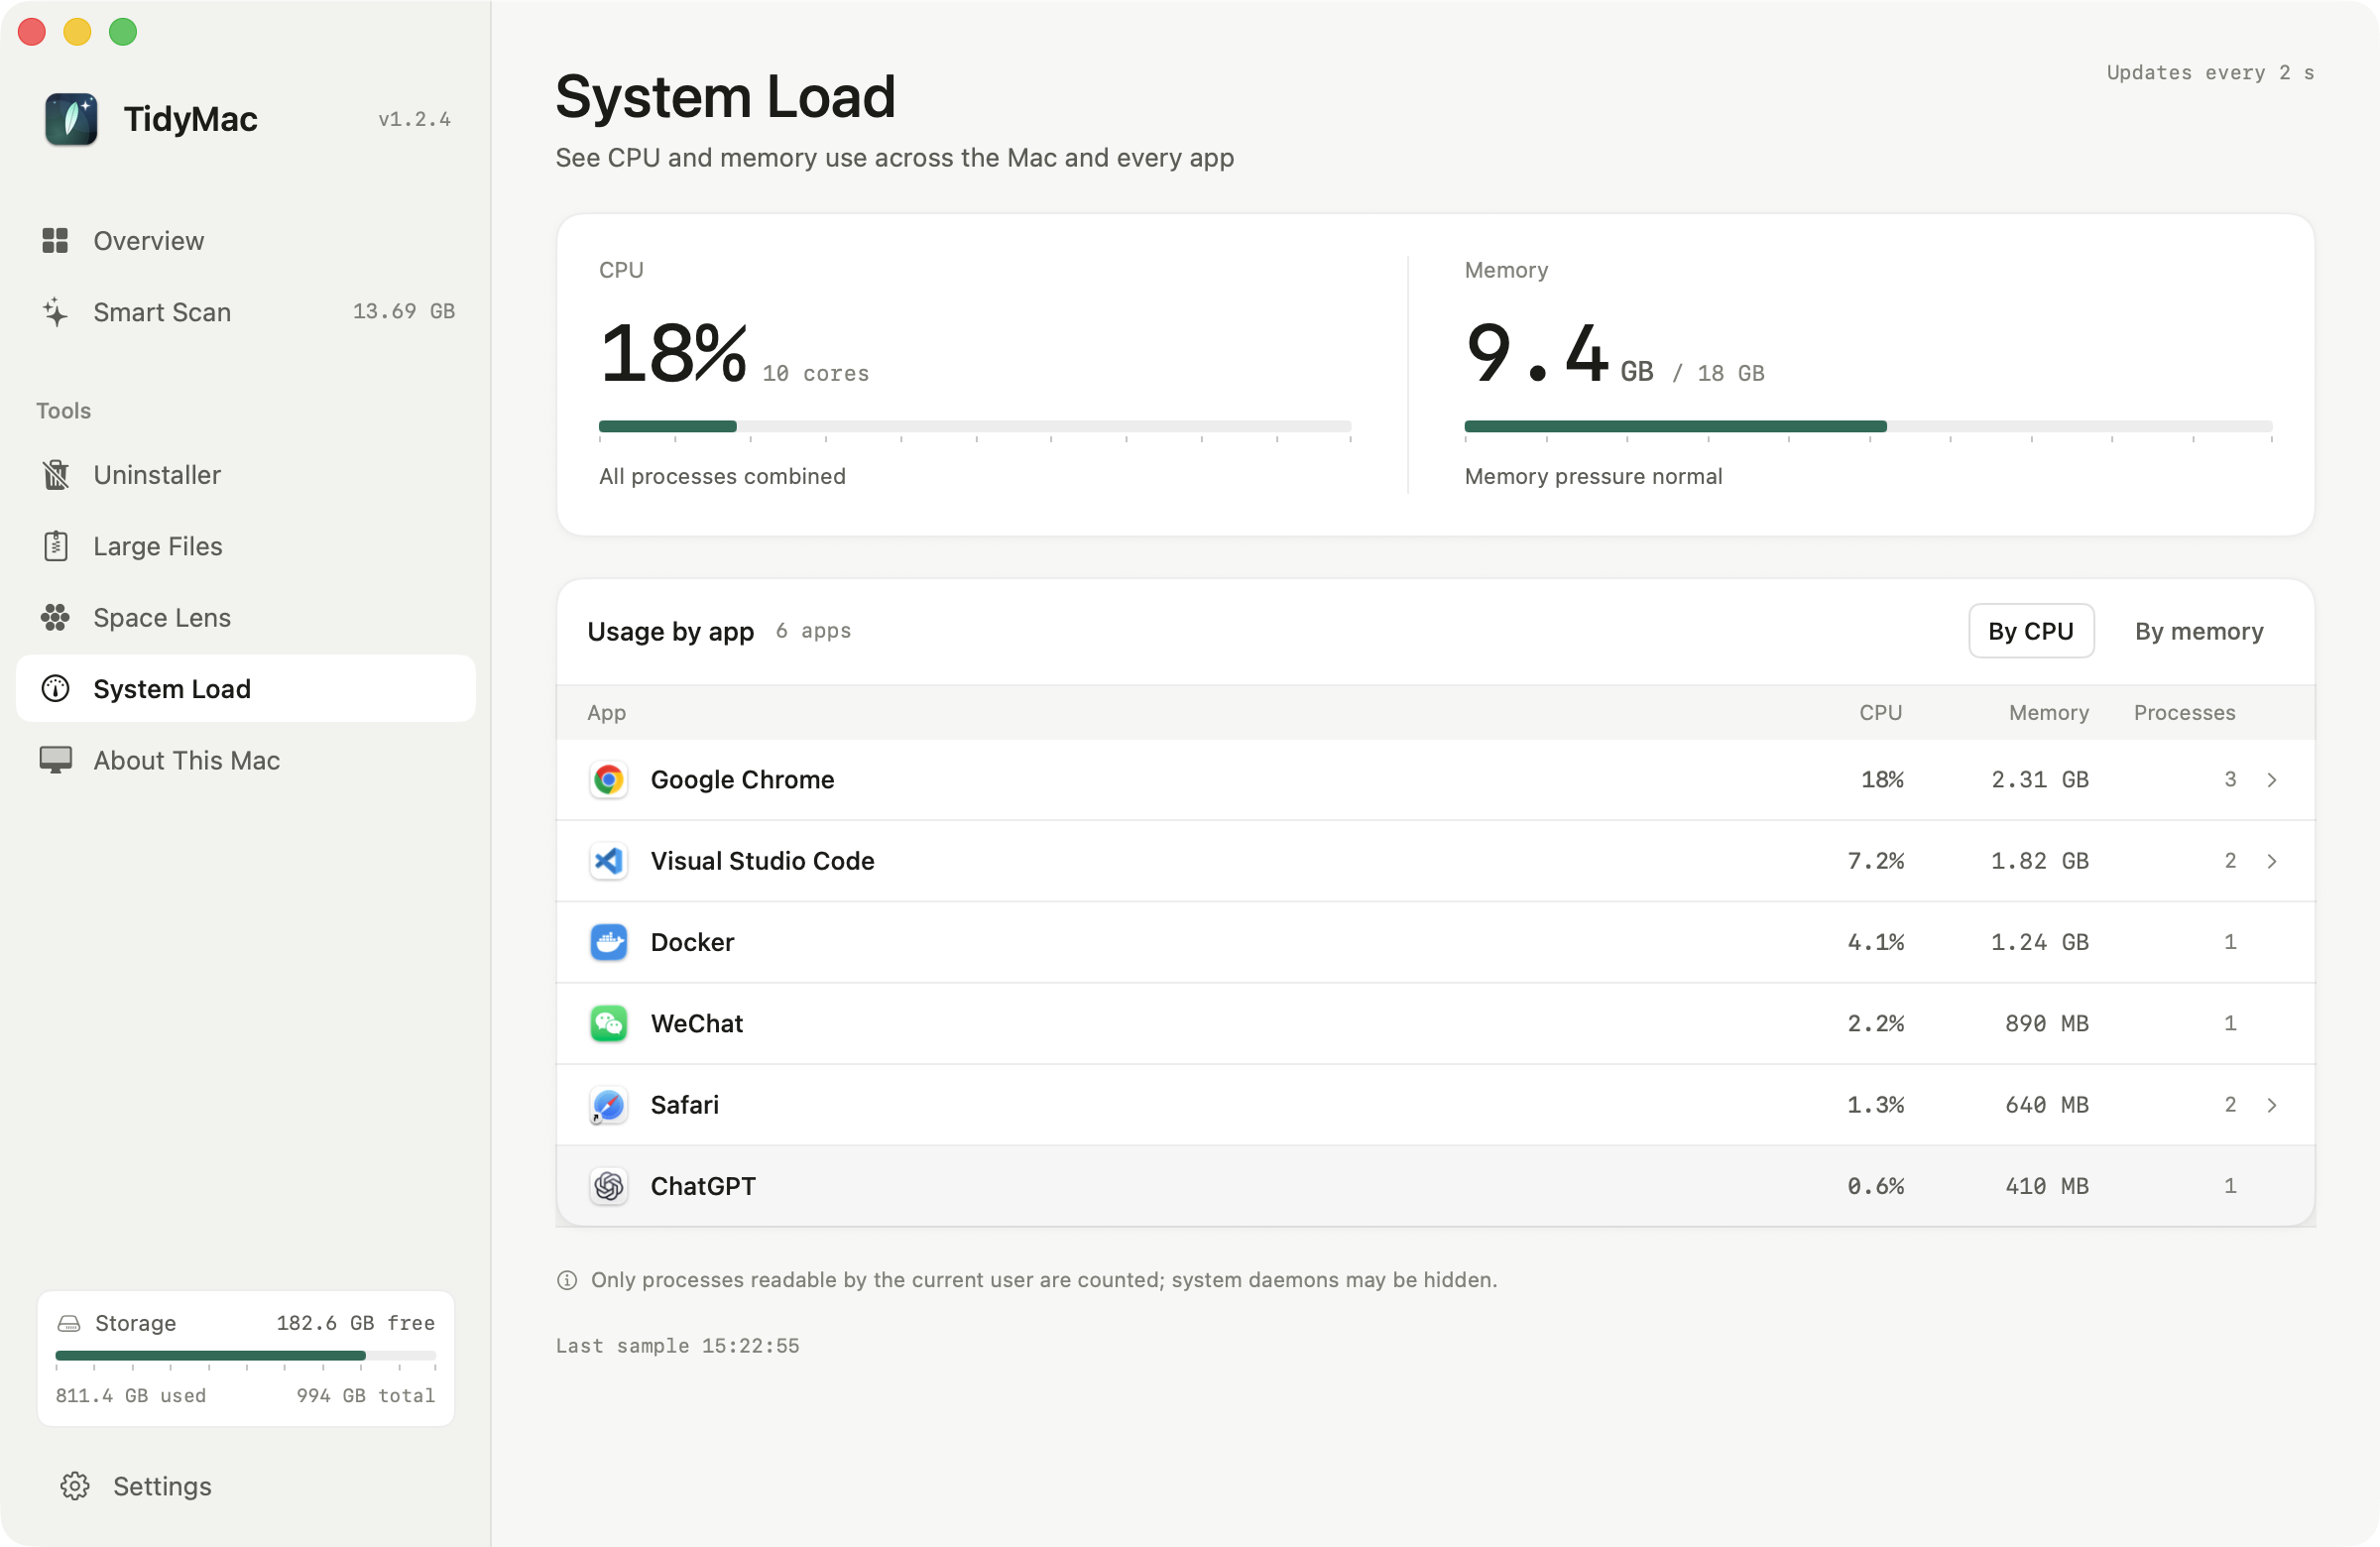 TidyMac v1.2.4
Overview
Smart Scan 13.69 GB
Tools
Uninstaller
Large Files
Space Lens
System Load
About This Mac
Storage 182.6 GB free
811.4 GB used 994 GB total
Settings
Updates every 2 s
System Load
See CPU and memory use across the Mac and every app
CPU
18% 10 cores
All processes combined
Memory
9.4 GB / 18 GB
Memory pressure normal
Usage by app 6 apps By CPU By memory
App CPU Memory Processes
Google Chrome 18% 2.31 GB 3
Visual Studio Code 7.2% 1.82 GB 2
Docker 4.1% 1.24 GB 1
WeChat 2.2% 890 MB 1
Safari 1.3% 640 MB 2
ChatGPT 0.6% 410 MB 1
Only processes readable by the current user are counted; system daemons may be hidden.
Last sample 15:22:55